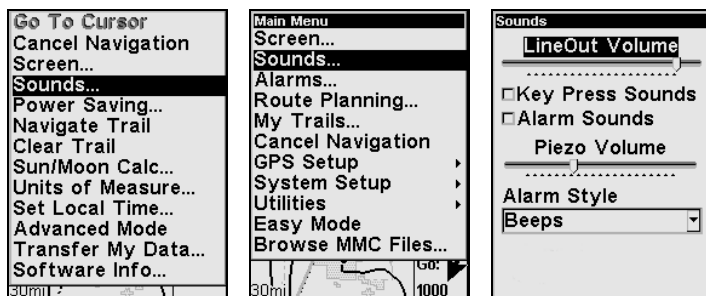 Go To Cursor
Cancel Navigation
Screen...
Sounds...
Power Saving...
Navigate Trail
Clear Trail
Sun/Moon Calc...
Units of Measure...
Set Local Time...
Advanced Mode
Transfer My Data...
Software Info...
30mi
Main Menu
Screen...
Sounds...
Alarms...
Route Planning...
My Trails...
Cancel Navigation
GPS Setup
System Setup
Utilities
Easy Mode
Browse MMC Files...
Go:
30mi
1000
Sounds
LineOut Volume
Key Press Sounds
Alarm Sounds
Piezo Volume
Alarm Style
Beeps